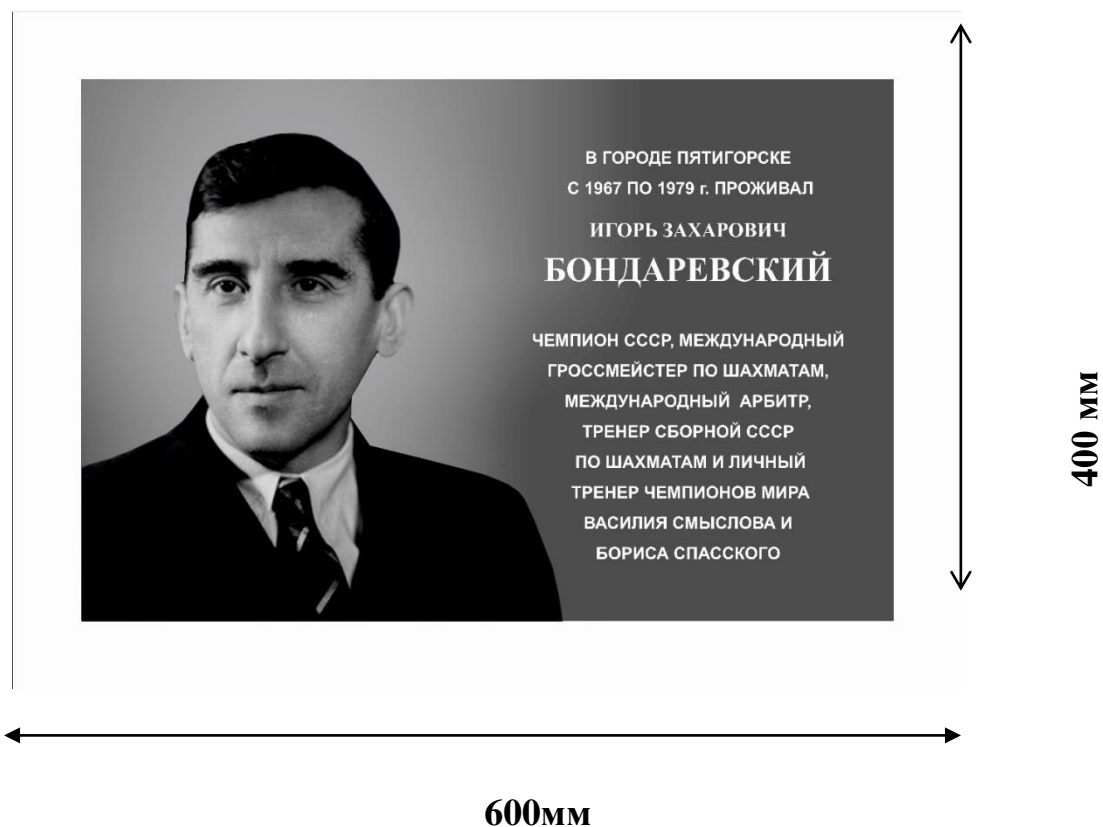 В ГОРОДЕ ПЯТИГОРСКЕ
С 1967 ПО 1979 г. ПРОЖИВАЛ
ИГОРЬ ЗАХАРОВИЧ
БОНДАРЕВСКИЙ
ЧЕМПИОН СССР, МЕЖДУНАРОДНЫЙ
ГРОССМЕЙСТЕР ПО ШАХМАТАМ,
МЕЖДУНАРОДНЫЙ АРБИТР,
ТРЕНЕР СБОРНОЙ СССР
ПО ШАХМАТАМ И ЛИЧНЫЙ
ТРЕНЕР ЧЕМПИОНОВ МИРА
ВАСИЛИЯ СМЫСЛОВА И
БОРИСА СПАССКОГО
400 мм
600мм